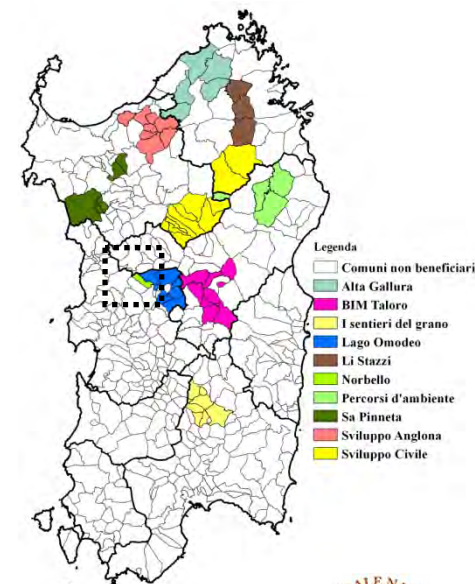 Legenda
Comuni non beneficiari
Alta Gallura
BIM Taloro
I sentieri del grano
Lago Omodeo
Li Stazzi
Norbello
Percorsi d'ambiente
Sa Pinneta
Sviluppo Anglona
Sviluppo Civile